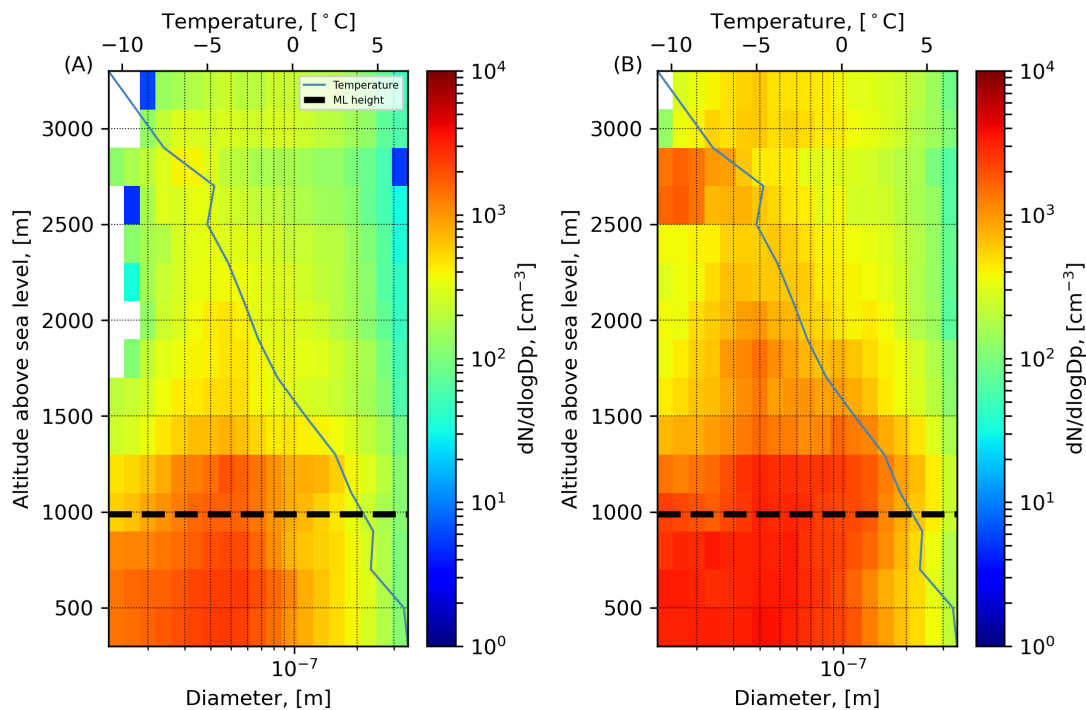 Temperature, [°C]
−10 −5 0 5
(A)
Temperature
ML height
3000
2500
2000
1500
1000
500
Altitude above sea level, [m]
10⁻⁷
Diameter, [m]
10⁴
10³
10²
10¹
10⁰
dN/dlogDp, [cm⁻³]
Temperature, [°C]
−10 −5 0 5
(B)
3000
2500
2000
1500
1000
500
Altitude above sea level, [m]
10⁻⁷
Diameter, [m]
10⁴
10³
10²
10¹
10⁰
dN/dlogDp, [cm⁻³]